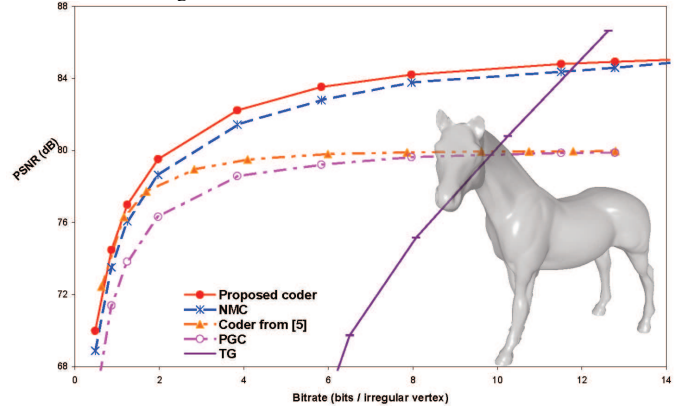 88
84
80
76
72
68
PSNR (dB)
Proposed coder
NMC
Coder from [5]
PGC
TG
0 2 4 6 8 10 12 14
Bitrate (bits / irregular vertex)